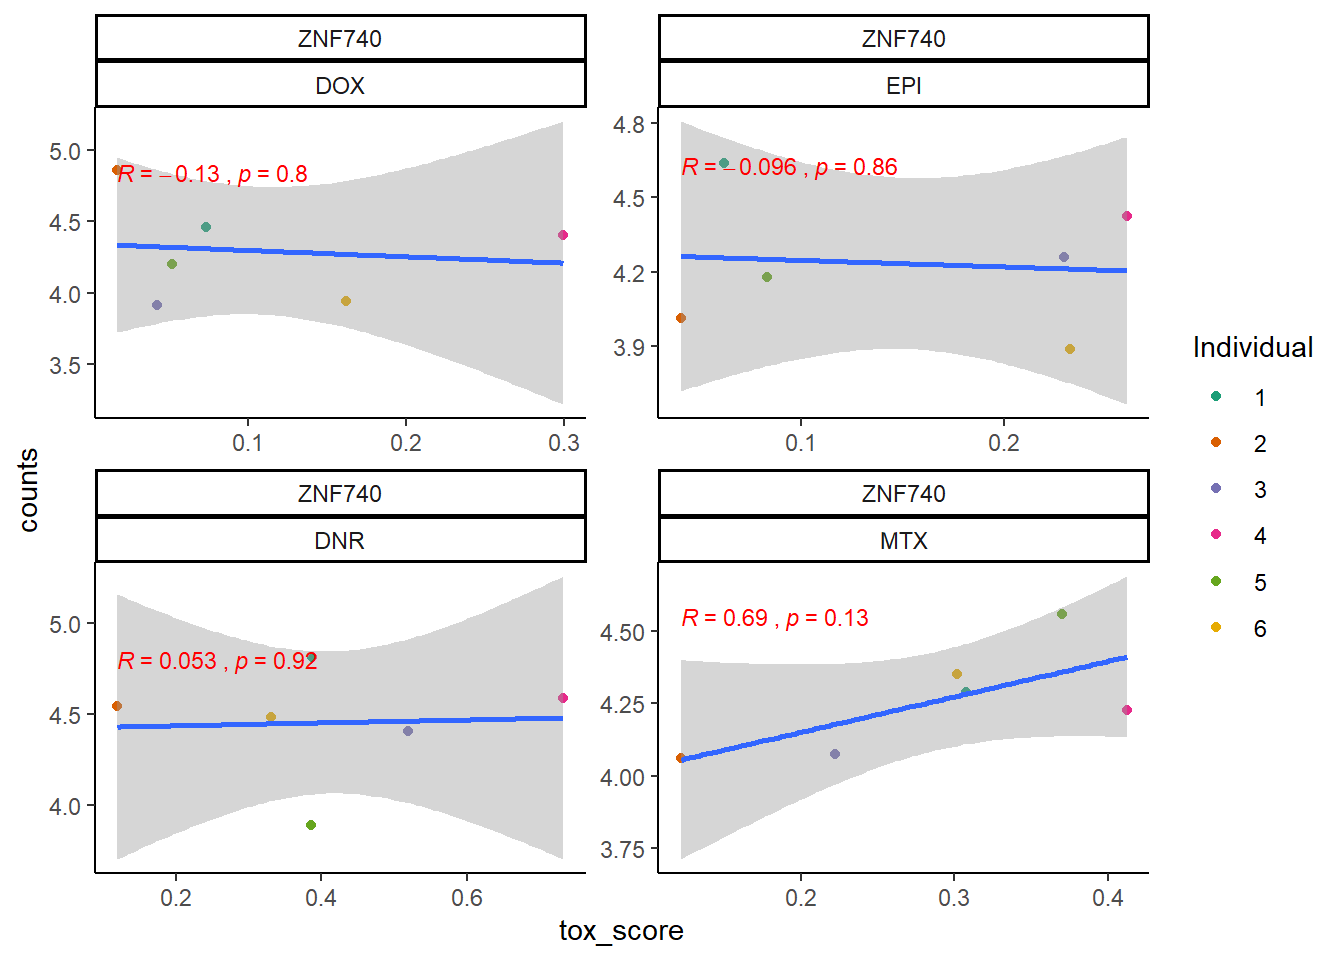 ZNF740
DOX
5.0
4.5
4.0
3.5
R = −0.13 , p = 0.8
0.1
0.2
0.3
ZNF740
EPI
4.8
4.5
4.2
3.9
R = −0.096 , p = 0.86
0.1
0.2
ZNF740
DNR
5.0
4.5
4.0
R = 0.053 , p = 0.92
0.2
0.4
0.6
ZNF740
MTX
4.50
4.25
4.00
3.75
R = 0.69 , p = 0.13
0.2
0.3
0.4
counts
tox_score
Individual
1
2
3
4
5
6